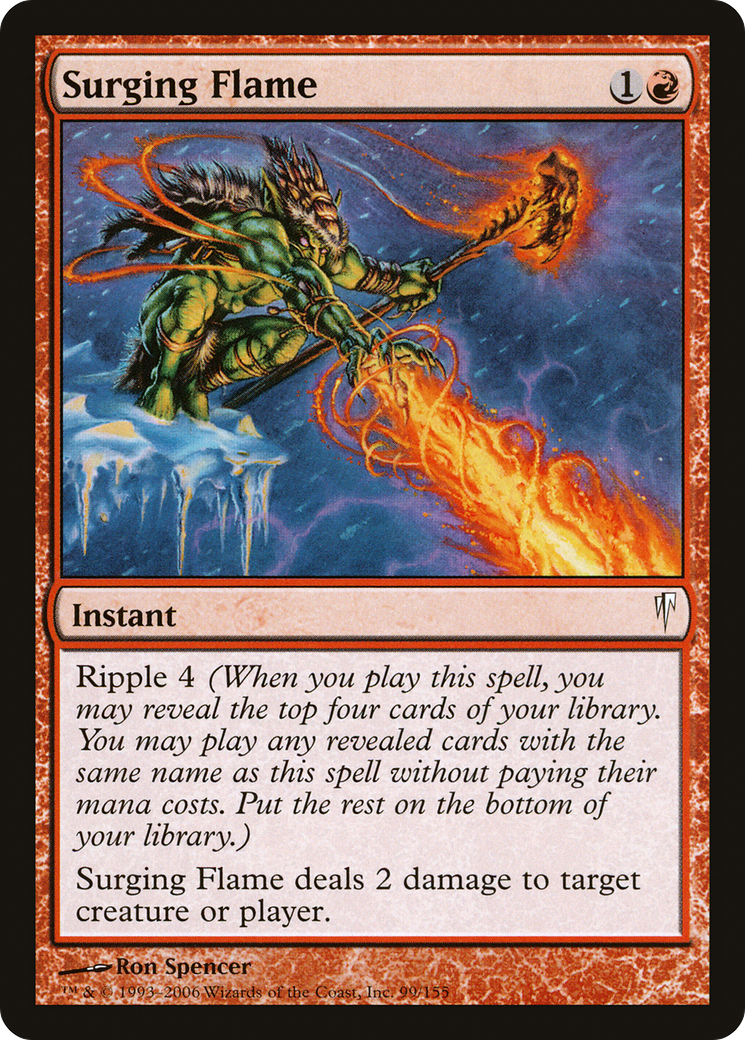 Surging Flame 1
Instant
Ripple 4 (When you play this spell, you
may reveal the top four cards of your library.
You may play any revealed cards with the
same name as this spell without paying their
mana costs. Put the rest on the bottom of
your library.)
Surging Flame deals 2 damage to target
creature or player.
Ron Spencer
™ & © 1993–2006 Wizards of the Coast, Inc. 99/155